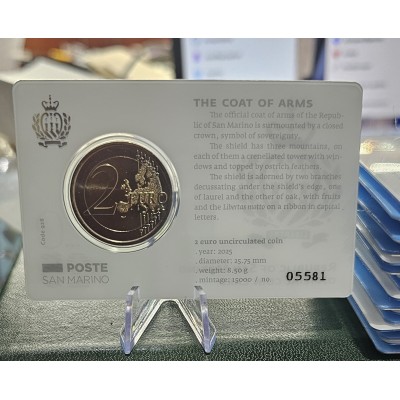 THE COAT OF ARMS
The official coat of arms of the Republic
of San Marino is surmounted by a closed
crown, symbol of sovereignty.
The shield has three mountains, on
each of them a castellated tower with win-
dows and topped by ostrich feathers.
The shield is adorned by two branches
decussating under the shield's edge, one
of laurel and the other of oak, with fruits
and the Libertas motto on a ribbon in capital
letters.
2 euro uncirculated coin
year: 2025
diameter: 25.75 mm
weight: 8.50 g
mintage: 15000 / no.
05581
2 EURO
Code
POSTE
SAN MARINO